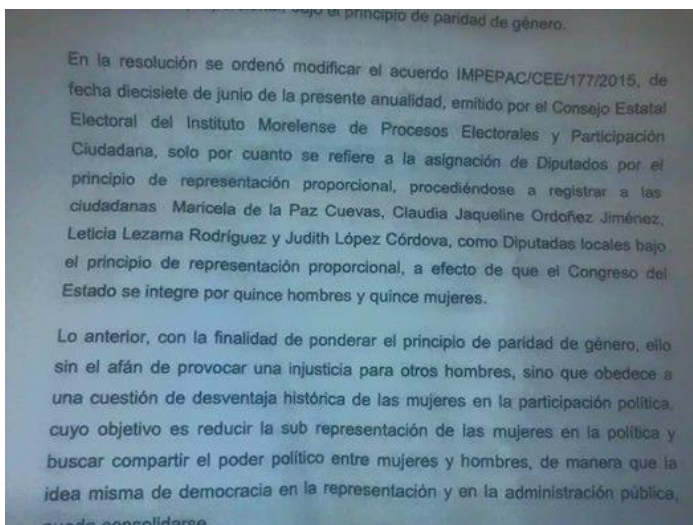 bajo el principio de paridad de género.
En la resolución se ordenó modificar el acuerdo IMPEPAC/CEE/177/2015, de
fecha diecisiete de junio de la presente anualidad, emitido por el Consejo Estatal
Electoral del Instituto Morelense de Procesos Electorales y Participación
Ciudadana, solo por cuanto se refiere a la asignación de Diputados por el
principio de representación proporcional, procediéndose a registrar a las
ciudadanas Maricela de la Paz Cuevas, Claudia Jaqueline Ordoñez Jiménez,
Leticia Lezama Rodríguez y Judith López Córdova, como Diputadas locales bajo
el principio de representación proporcional, a efecto de que el Congreso del
Estado se integre por quince hombres y quince mujeres.
Lo anterior, con la finalidad de ponderar el principio de paridad de género, ello
sin el afán de provocar una injusticia para otros hombres, sino que obedece a
una cuestión de desventaja histórica de las mujeres en la participación política,
cuyo objetivo es reducir la sub representación de las mujeres en la política y
buscar compartir el poder político entre mujeres y hombres, de manera que la
idea misma de democracia en la representación y en la administración pública,
pueda consolidarse